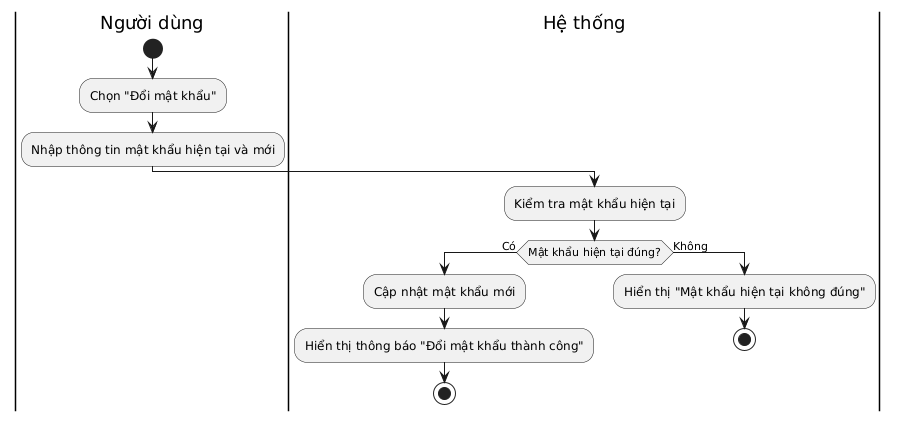 Người dùng
Hệ thống
Chọn "Đổi mật khẩu"
Nhập thông tin mật khẩu hiện tại và mới
Kiểm tra mật khẩu hiện tại
Có
Mật khẩu hiện tại đúng?
Không
Cập nhật mật khẩu mới
Hiển thị "Mật khẩu hiện tại không đúng"
Hiển thị thông báo "Đổi mật khẩu thành công"